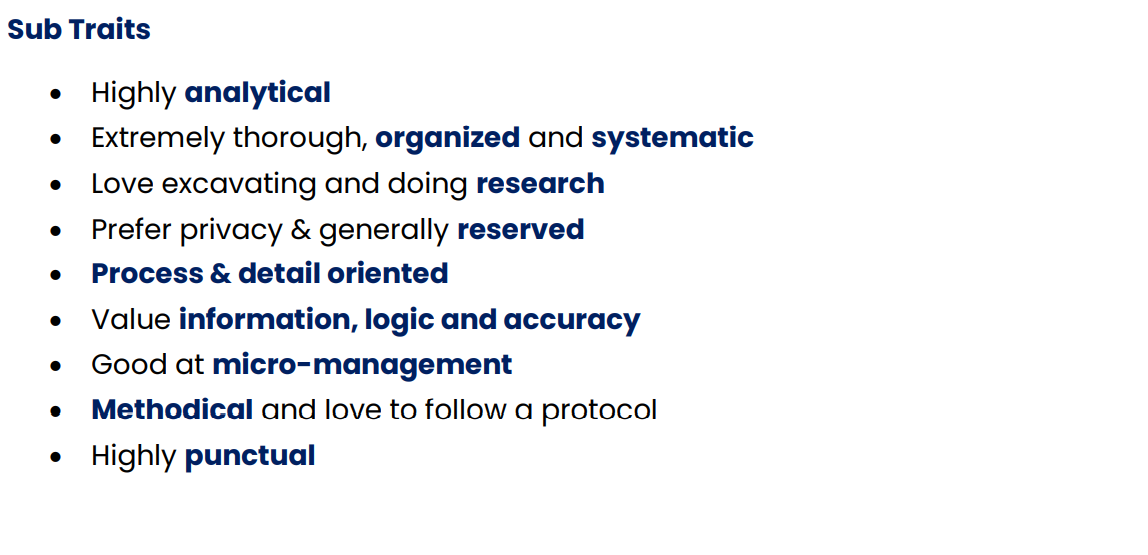 Sub Traits
• Highly analytical
• Extremely thorough, organized and systematic
• Love excavating and doing research
• Prefer privacy & generally reserved
• Process & detail oriented
• Value information, logic and accuracy
• Good at micro-management
• Methodical and love to follow a protocol
• Highly punctual